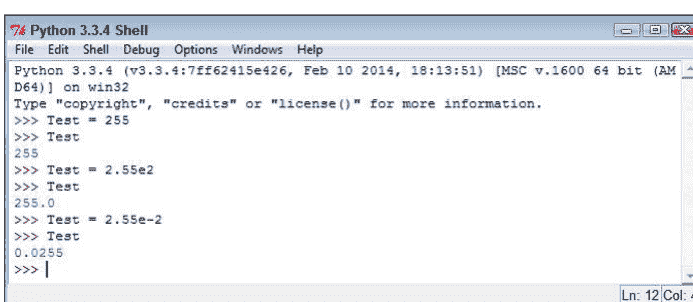 Python 3.3.4 Shell
File Edit Shell Debug Options Windows Help
Python 3.3.4 (v3.3.4:7ff62415e426, Feb 10 2014, 18:13:51) [MSC v.1600 64 bit (AM
D64)] on win32
Type "copyright", "credits" or "license()" for more information.
>>> Test = 255
>>> Test
255
>>> Test = 2.55e2
>>> Test
255.0
>>> Test = 2.55e-2
>>> Test
0.0255
>>>
Ln: 12 Col: 4